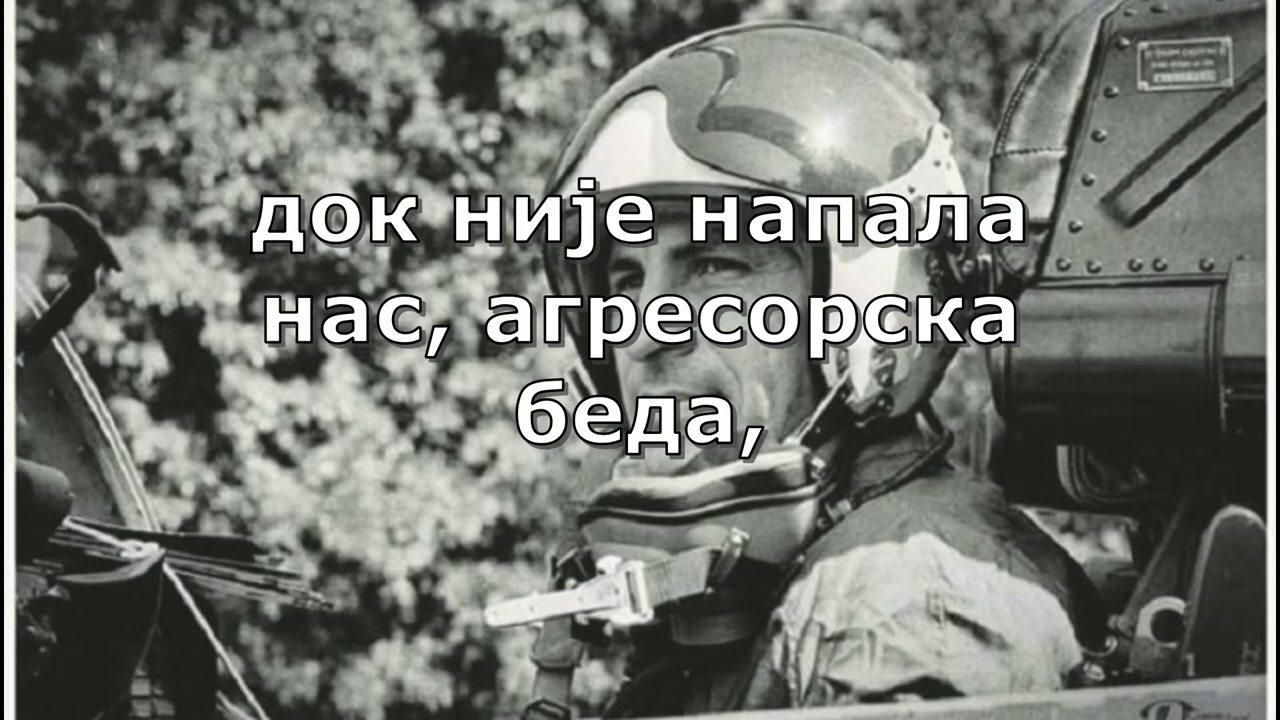 док није напала
нас, агресорска
беда,